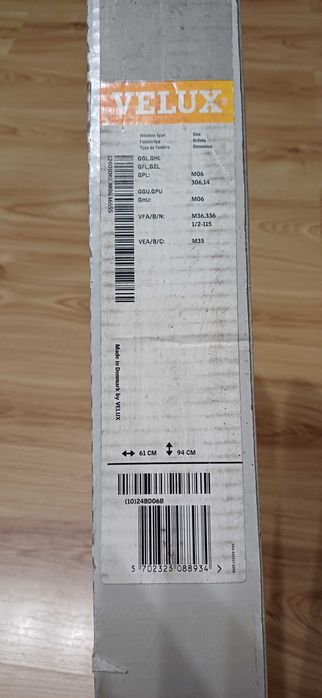 VELUX®
Window Type Size
Fenstertyp Grösse
Type de fenêtre Dimension
GGL,GHL
GFL,GZL
GPL: M06
306,14
GGU,GPU
GHU: M06
VFA/B/N: M36,336
1/2-115
VEA/B/C: M35
Made in Denmark by VELUX
61 CM 94 CM
(10)248D06B
5 702325 088934 >